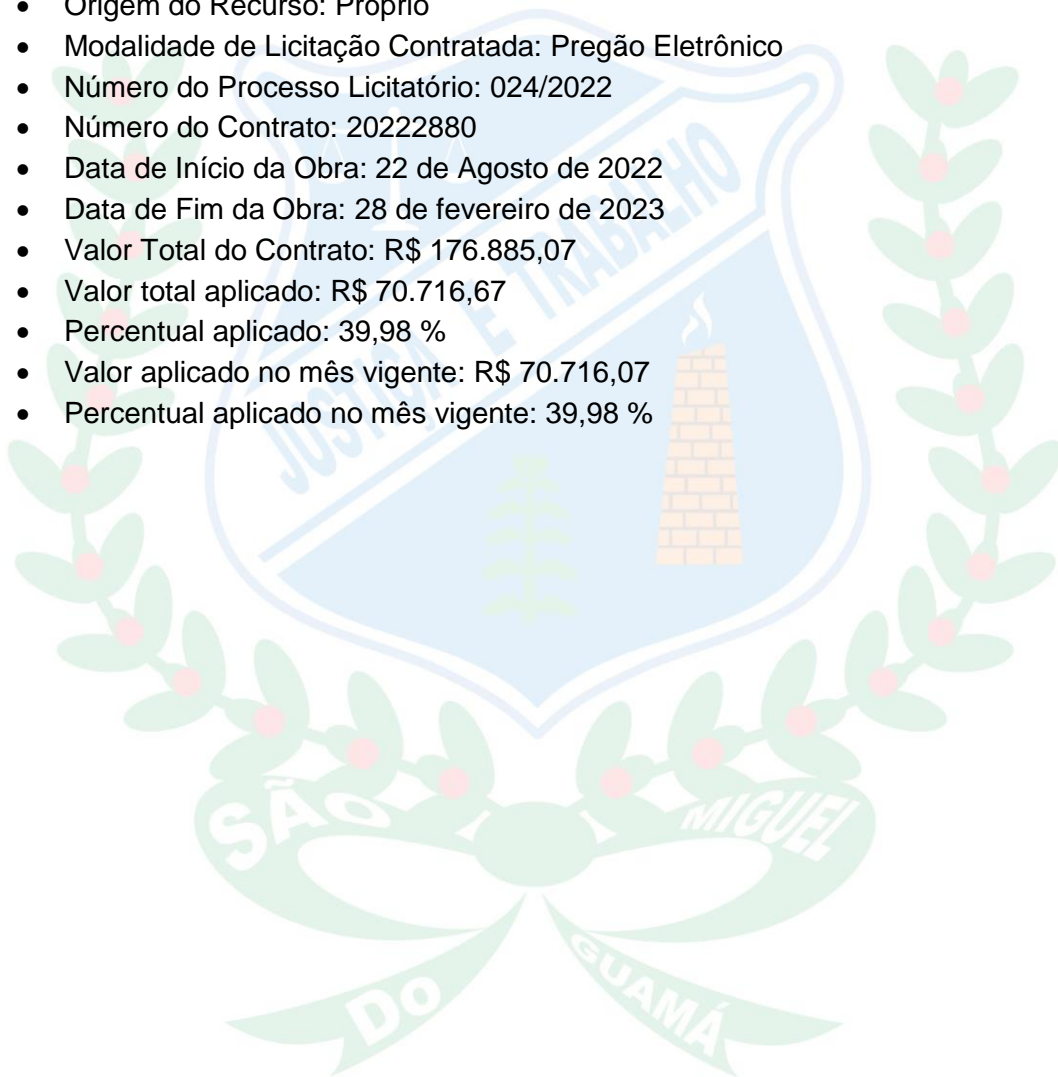 • Origem do Recurso: Próprio
• Modalidade de Licitação Contratada: Pregão Eletrônico
• Número do Processo Licitatório: 024/2022
• Número do Contrato: 20222880
• Data de Início da Obra: 22 de Agosto de 2022
• Data de Fim da Obra: 28 de fevereiro de 2023
• Valor Total do Contrato: R$ 176.885,07
• Valor total aplicado: R$ 70.716,67
• Percentual aplicado: 39,98 %
• Valor aplicado no mês vigente: R$ 70.716,07
• Percentual aplicado no mês vigente: 39,98 %
JUSTIÇA E TRABALHO
SÃO MIGUEL
DO GUAMÁ